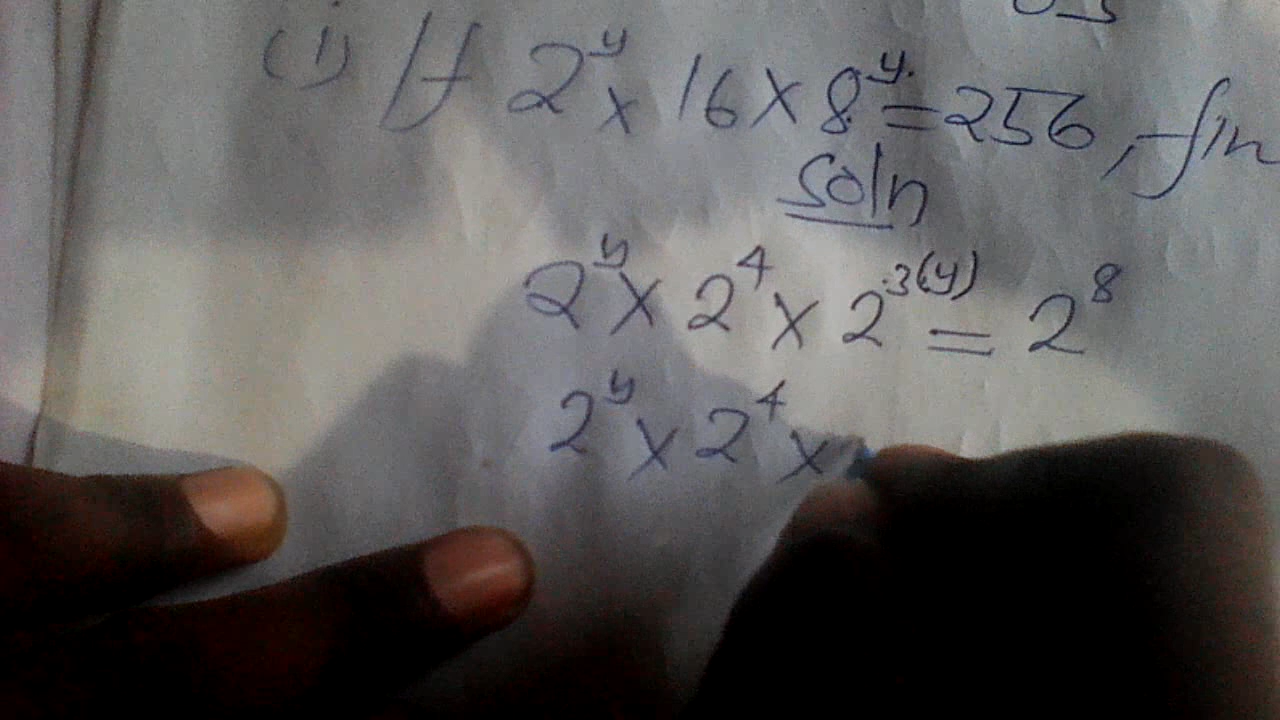 (i) If 2^y × 16 × 8^y = 256, fin
Soln
2^y × 2^4 × 2^3(y) = 2^8
2^y × 2^4 ×